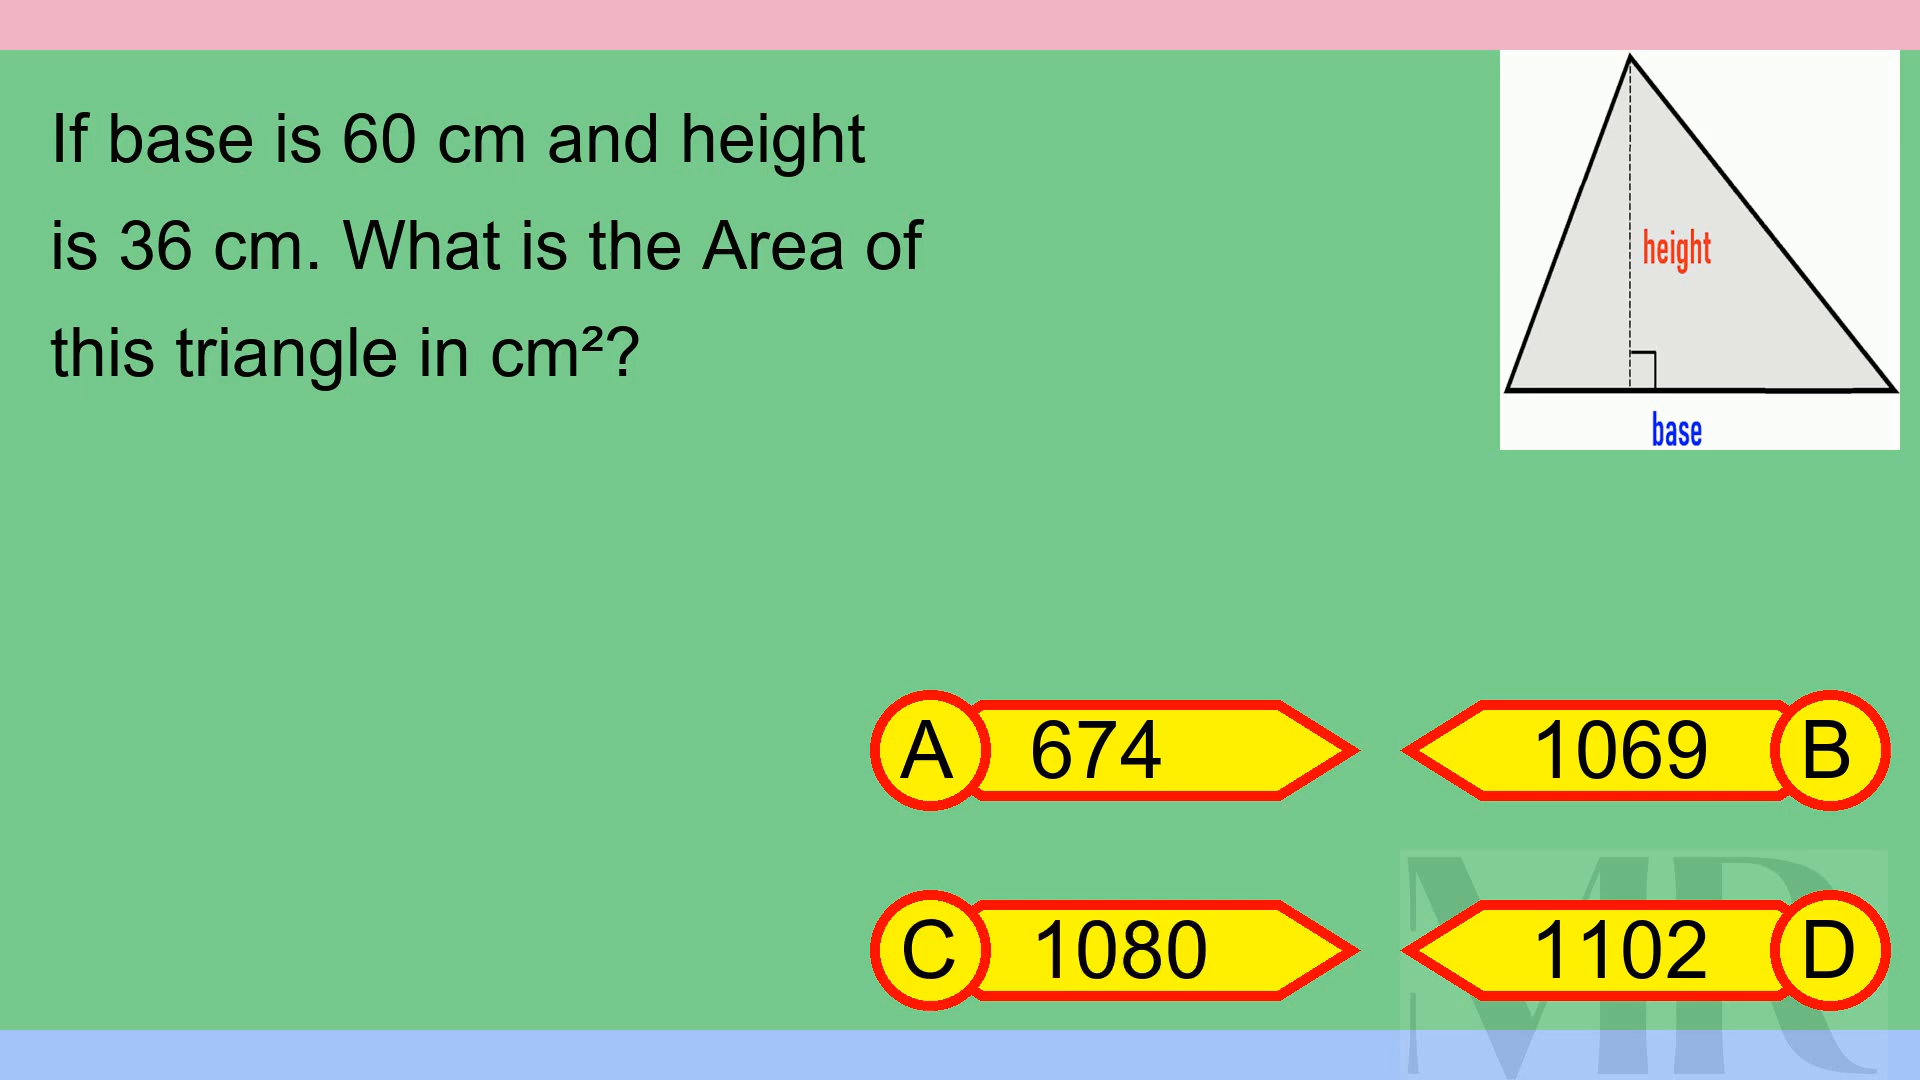 If base is 60 cm and height
is 36 cm. What is the Area of
this triangle in cm²?
height
base
A 674
1069 B
C 1080
1102 D
MR